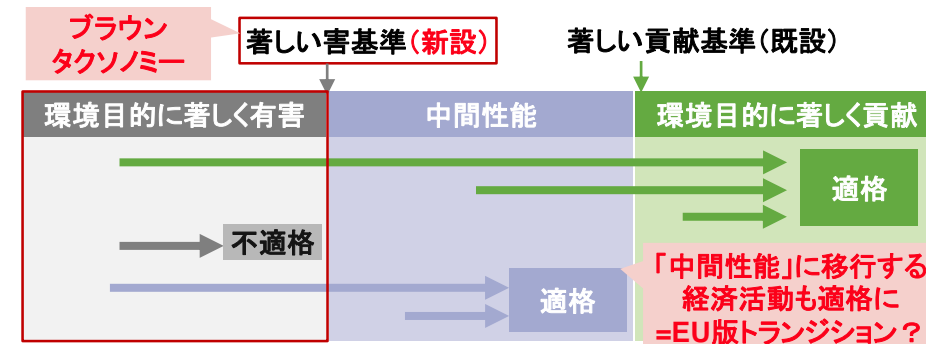 ブラウン
タクソノミー
著しい害基準（新設）
著しい貢献基準（既設）
環境目的に著しく有害
中間性能
環境目的に著しく貢献
適格
不適格
「中間性能」に移行する
経済活動も適格に
=EU版トランジション？
適格